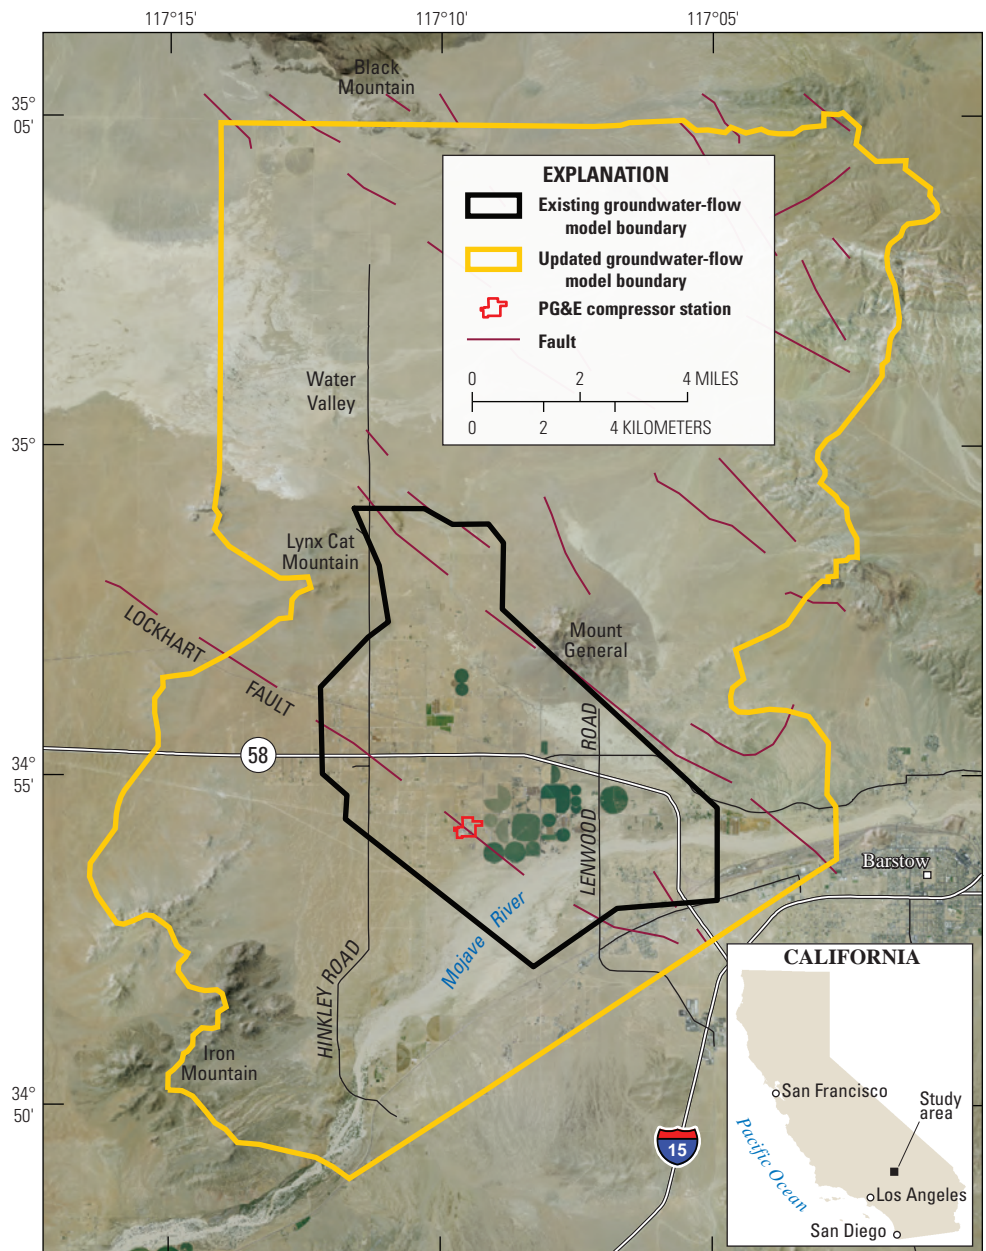 117°15'
117°10'
117°05'
35°
05'
Black
Mountain
EXPLANATION
Existing groundwater-flow
model boundary
Updated groundwater-flow
model boundary
PG&E compressor station
Fault
0 2 4 MILES
0 2 4 KILOMETERS
Water
Valley
35°
Lynx Cat
Mountain
LOCKHART
FAULT
Mount
General
58
LENWOOD ROAD
34°
55'
Barstow
Mojave River
HINKLEY ROAD
Iron
Mountain
34°
50'
15
CALIFORNIA
San Francisco
Study
area
Pacific Ocean
Los Angeles
San Diego